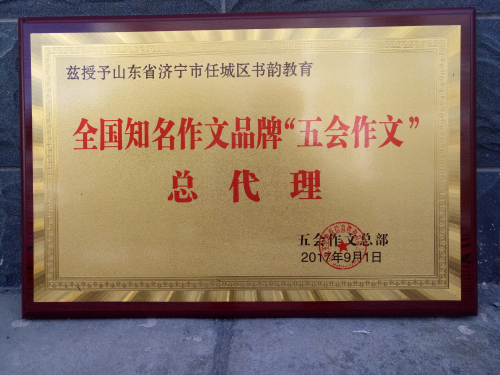 兹授予山东省济宁市任城区书韵教育
全国知名作文品牌“五会作文”
总代理
五会作文总部
2017年9月1日